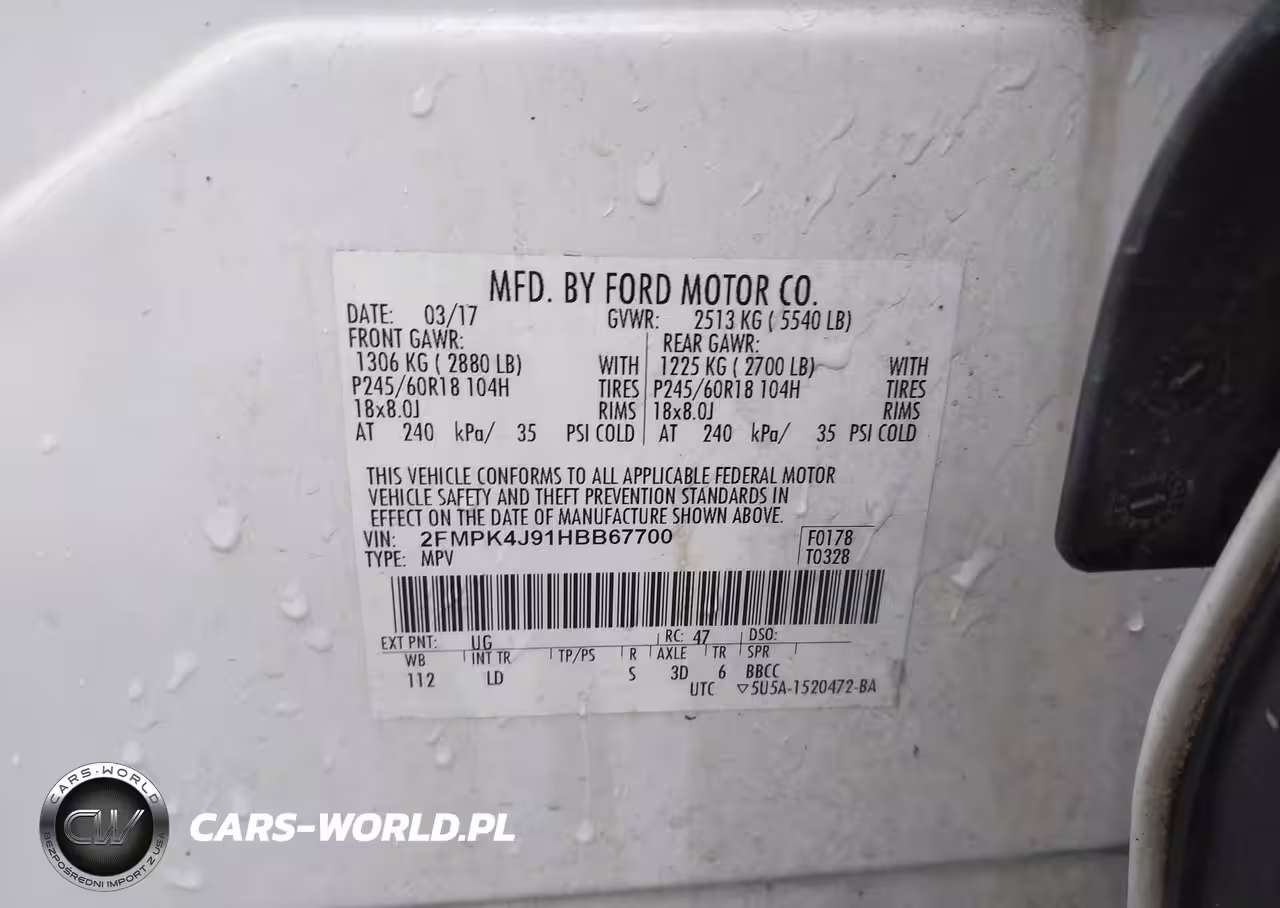 MFD. BY FORD MOTOR CO.
DATE: 03/17 GVWR: 2513 KG ( 5540 LB)
FRONT GAWR: REAR GAWR:
1306 KG ( 2880 LB) WITH 1225 KG ( 2700 LB) WITH
P245/60R18 104H TIRES P245/60R18 104H TIRES
18x8.0J RIMS 18x8.0J RIMS
AT 240 kPa/ 35 PSI COLD AT 240 kPa/ 35 PSI COLD
THIS VEHICLE CONFORMS TO ALL APPLICABLE FEDERAL MOTOR
VEHICLE SAFETY AND THEFT PREVENTION STANDARDS IN
EFFECT ON THE DATE OF MANUFACTURE SHOWN ABOVE.
VIN: 2FMPK4J91HBB67700 F0178
TYPE: MPV T0328
EXT PNT: UG RC: 47 DSO:
WB INT TR TP/PS R AXLE TR SPR
112 LD S 3D 6 BBCC
UTC ▽5U5A-1520472-BA
CARS-WORLD
CW
BEZPOŚREDNI IMPORT Z USA
CARS-WORLD.PL